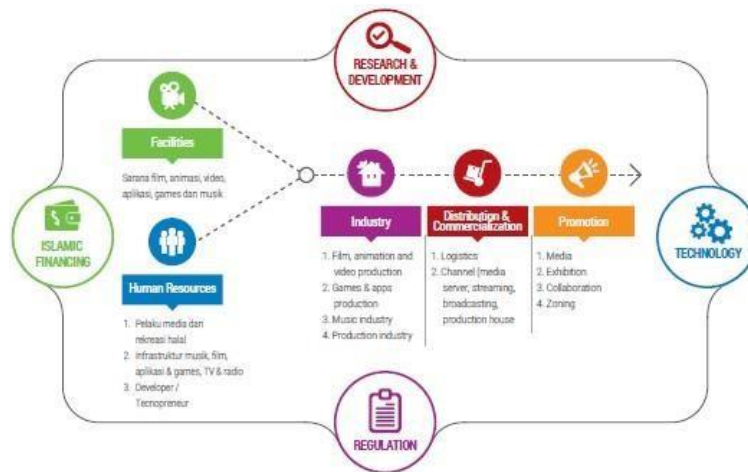 RESEARCH &
DEVELOPMENT
Facilities
Sarana film, animasi, video,
aplikasi, games dan musik
ISLAMIC
FINANCING
Human Resources
1. Pelaku media dan
rekreasi halal
2. Infrastruktur musik, film,
aplikasi & games, TV & radio
3. Developer /
Tecnopreneur
Industry
1. Film, animation and
video production
2. Games & apps
production
3. Music industry
4. Production industry
Distribution &
Commercialization
1. Logistics
2. Channel (media
server, streaming,
broadcasting,
production house
Promotion
1. Media
2. Exhibition
3. Collaboration
4. Zoning
TECHNOLOGY
REGULATION